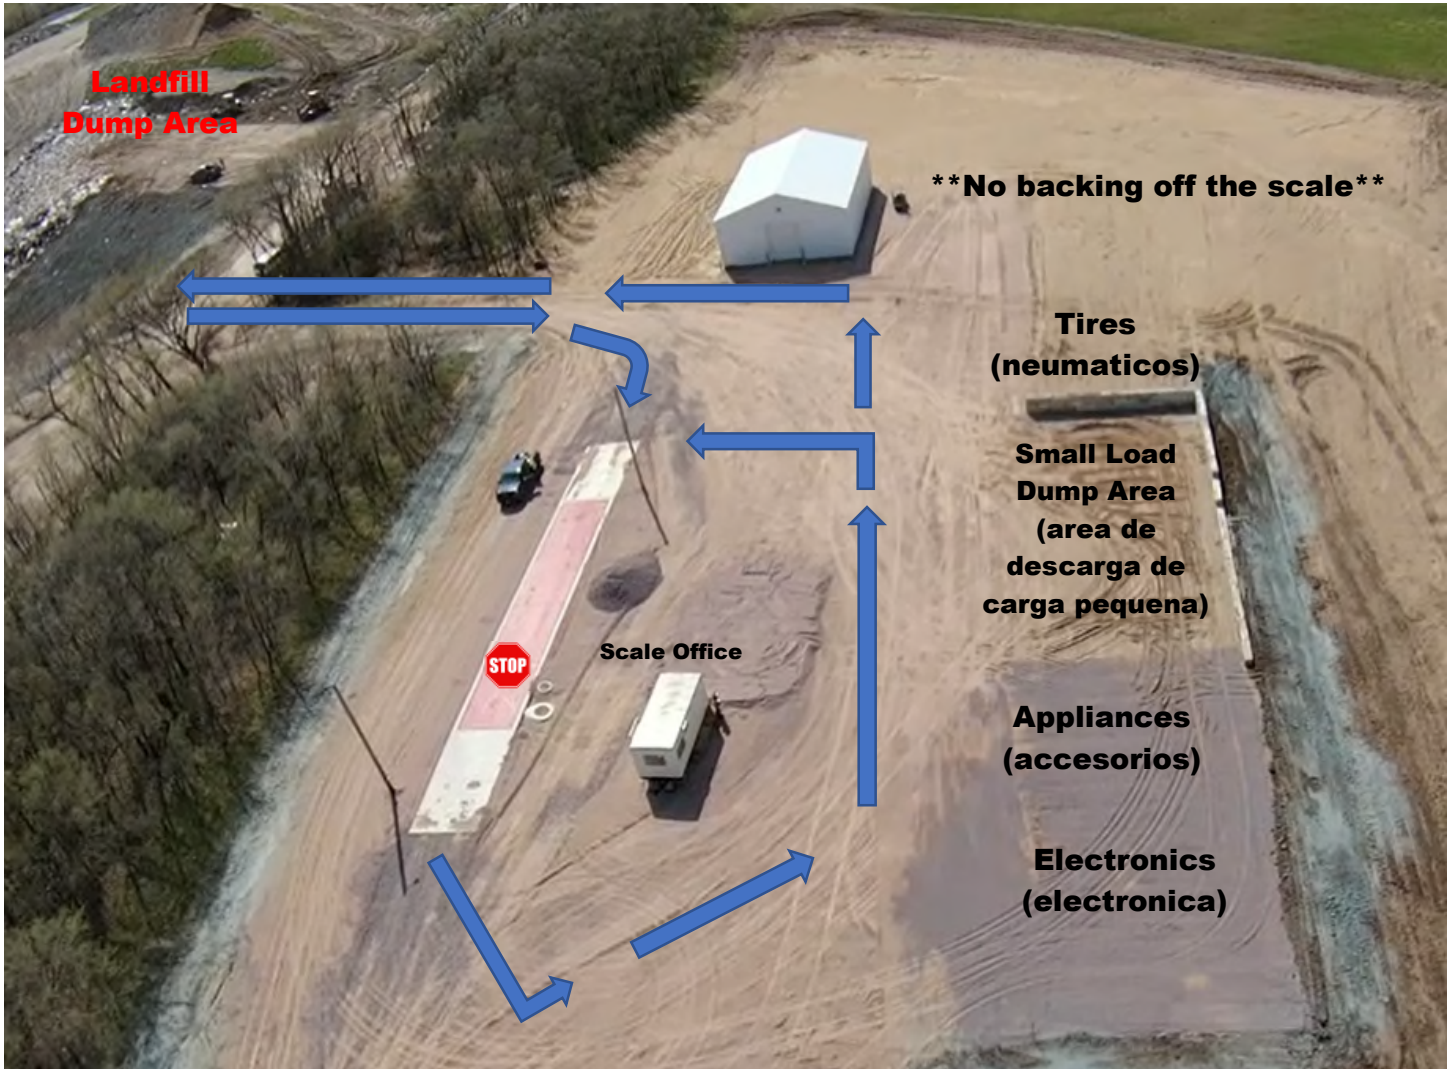 Landfill
Dump Area
**No backing off the scale**
Tires
(neumaticos)
Small Load
Dump Area
(area de
descarga de
carga pequena)
Scale Office
STOP
Appliances
(accesorios)
Electronics
(electronica)